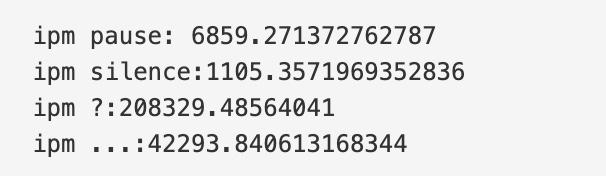 ipm pause: 6859.271372762787
ipm silence:1105.3571969352836
ipm ?:208329.48564041
ipm ...:42293.840613168344